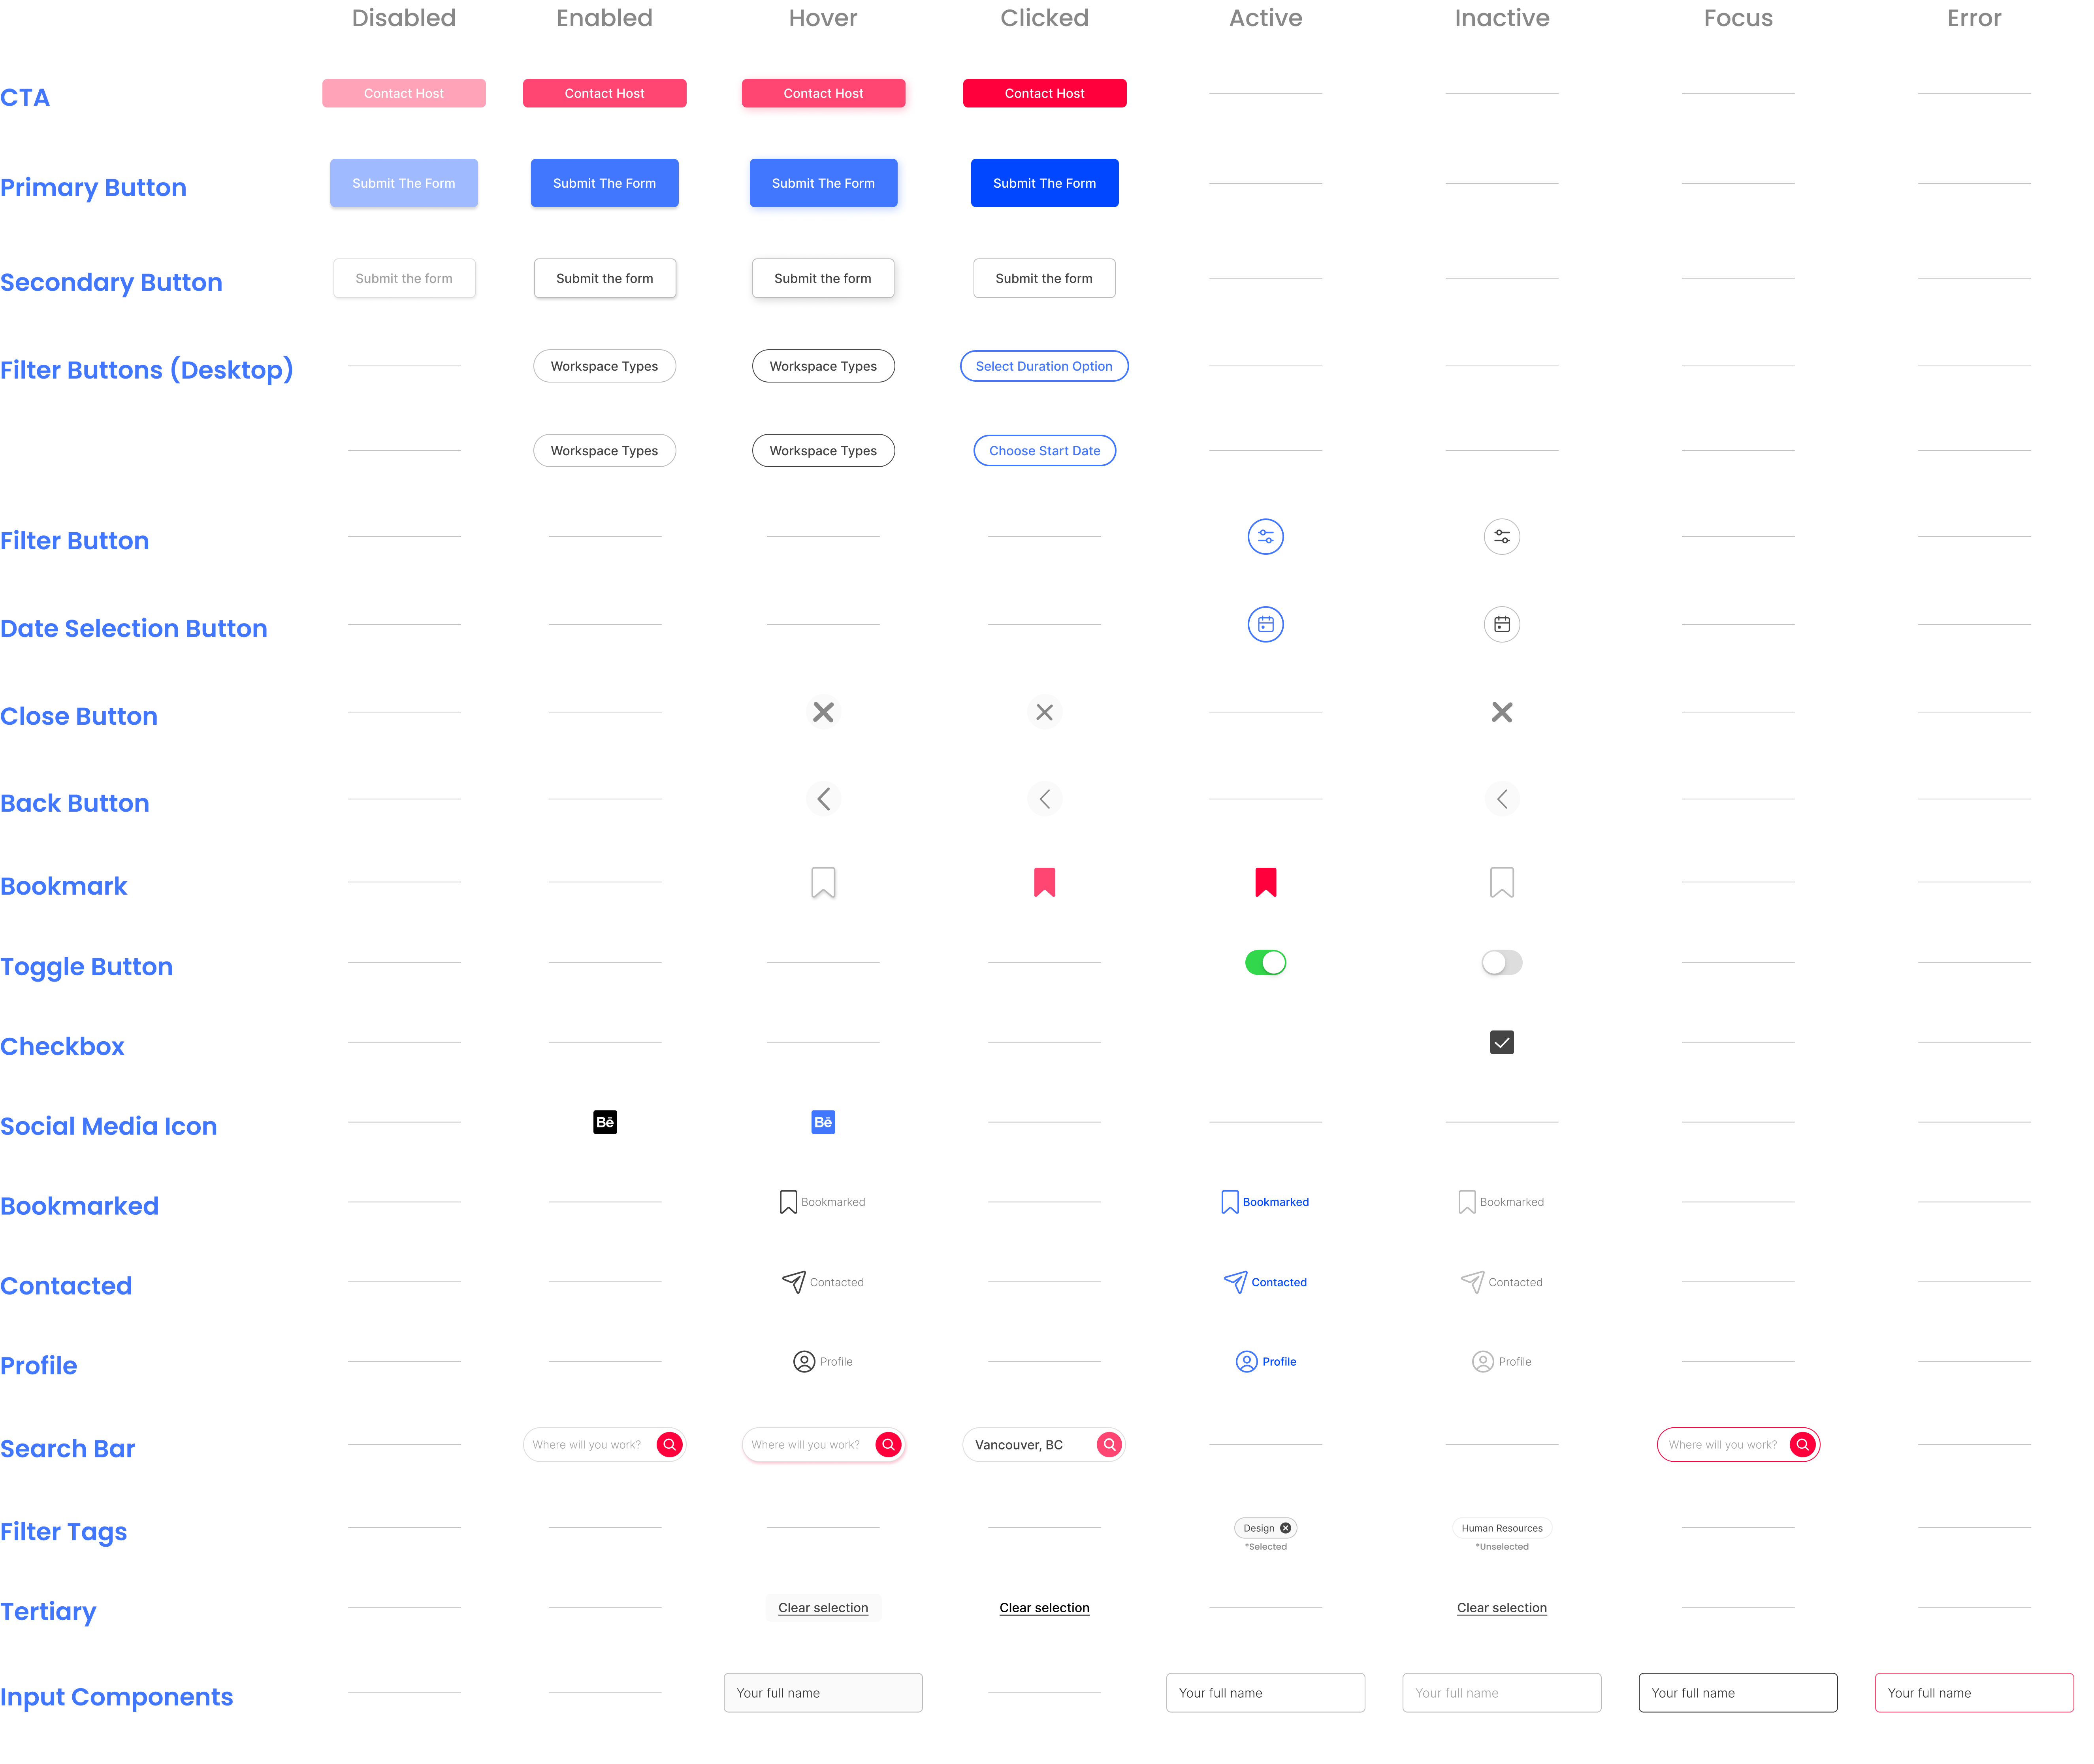 Disabled Enabled Hover Clicked Active Inactive Focus Error
CTA Contact Host Contact Host Contact Host Contact Host
Primary Button Submit The Form Submit The Form Submit The Form Submit The Form
Secondary Button Submit the form Submit the form Submit the form Submit the form
Filter Buttons (Desktop) Workspace Types Workspace Types Select Duration Option
Workspace Types Workspace Types Choose Start Date
Filter Button
Date Selection Button
Close Button
Back Button
Bookmark
Toggle Button
Checkbox
Social Media Icon Bē Bē
Bookmarked Bookmarked Bookmarked Bookmarked
Contacted Contacted Contacted Contacted
Profile Profile Profile Profile
Search Bar Where will you work? Where will you work? Vancouver, BC Where will you work?
Filter Tags Design Human Resources
*Selected *Unselected
Tertiary Clear selection Clear selection Clear selection
Input Components Your full name Your full name Your full name Your full name Your full name